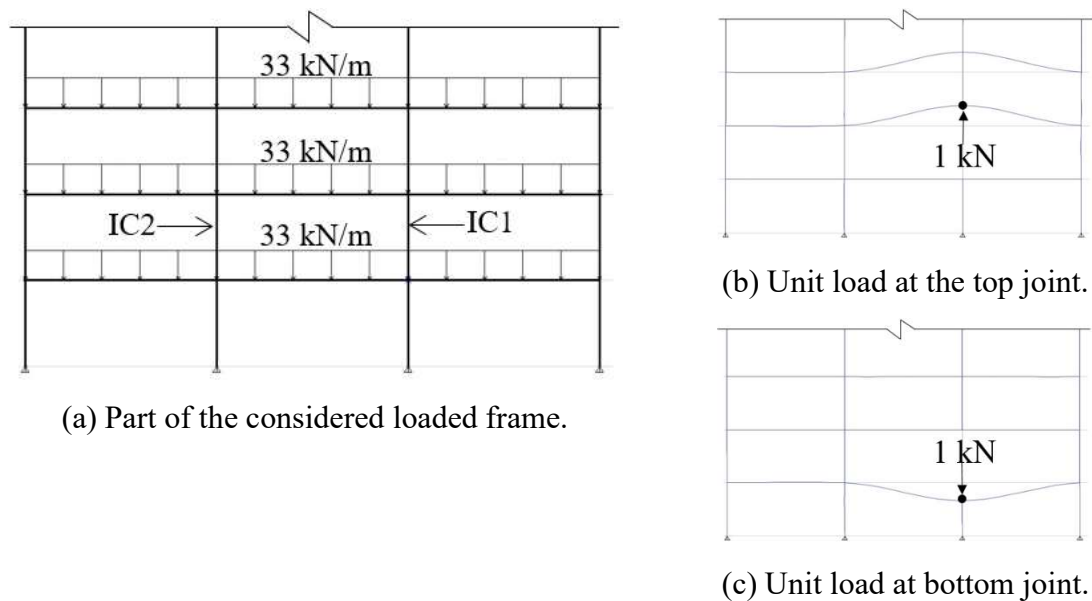 33 kN/m
33 kN/m
IC2
IC1
33 kN/m
(a) Part of the considered loaded frame.
1 kN
(b) Unit load at the top joint.
1 kN
(c) Unit load at bottom joint.